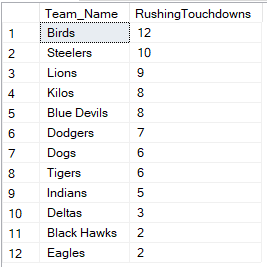 Team_Name RushingTouchdowns
1 Birds 12
2 Steelers 10
3 Lions 9
4 Kilos 8
5 Blue Devils 8
6 Dodgers 7
7 Dogs 6
8 Tigers 6
9 Indians 5
10 Deltas 3
11 Black Hawks 2
12 Eagles 2